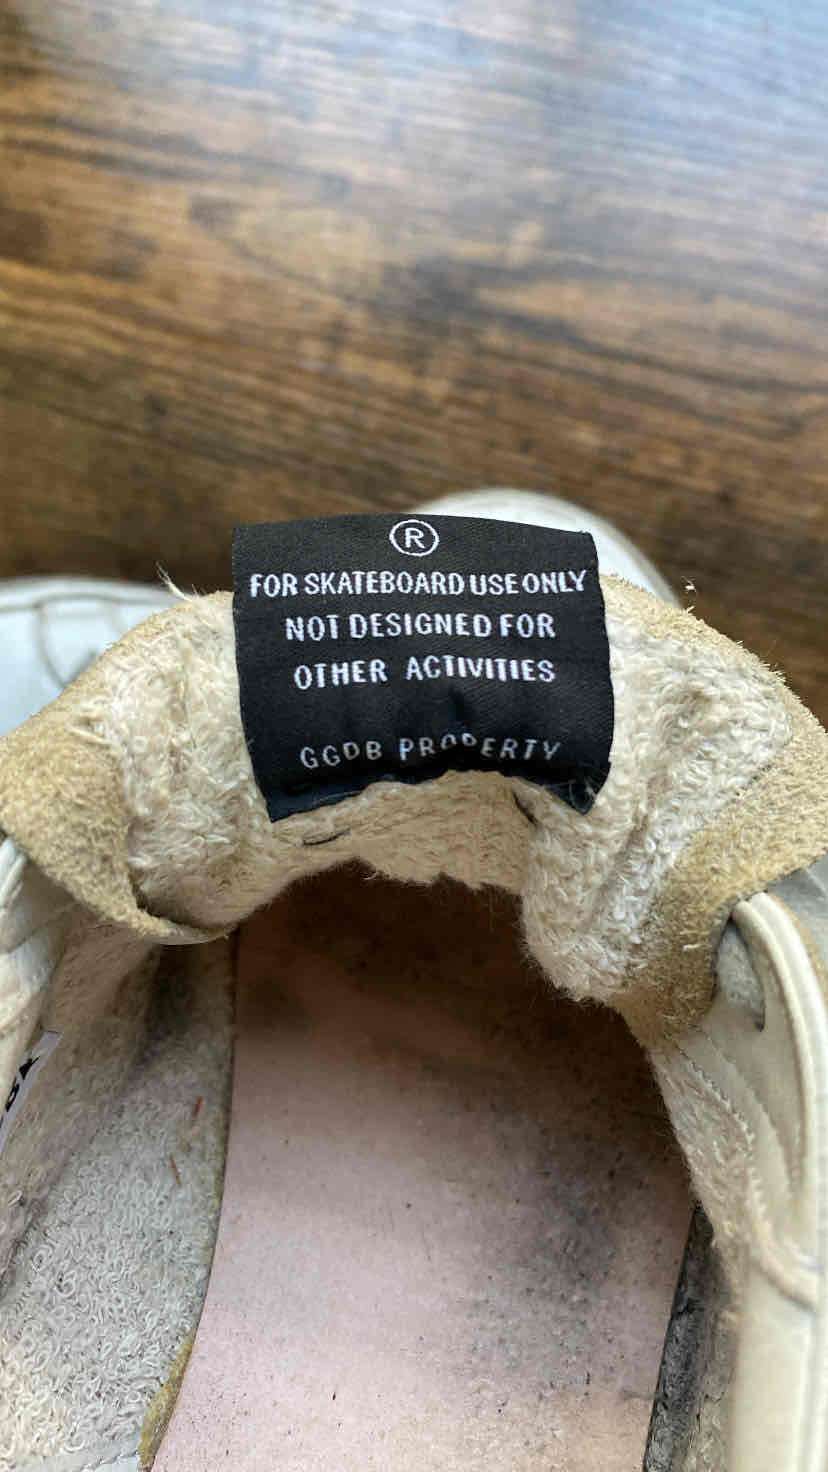 ®
FOR SKATEBOARD USE ONLY
NOT DESIGNED FOR
OTHER ACTIVITIES
GGDB PROPERTY